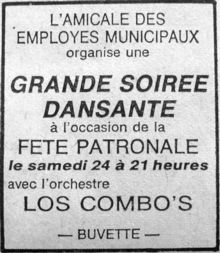 L'AMICALE DES
EMPLOYES MUNICIPAUX
organise une
GRANDE SOIREE
DANSANTE
à l'occasion de la
FETE PATRONALE
le samedi 24 à 21 heures
avec l'orchestre
LOS COMBO'S
— BUVETTE —